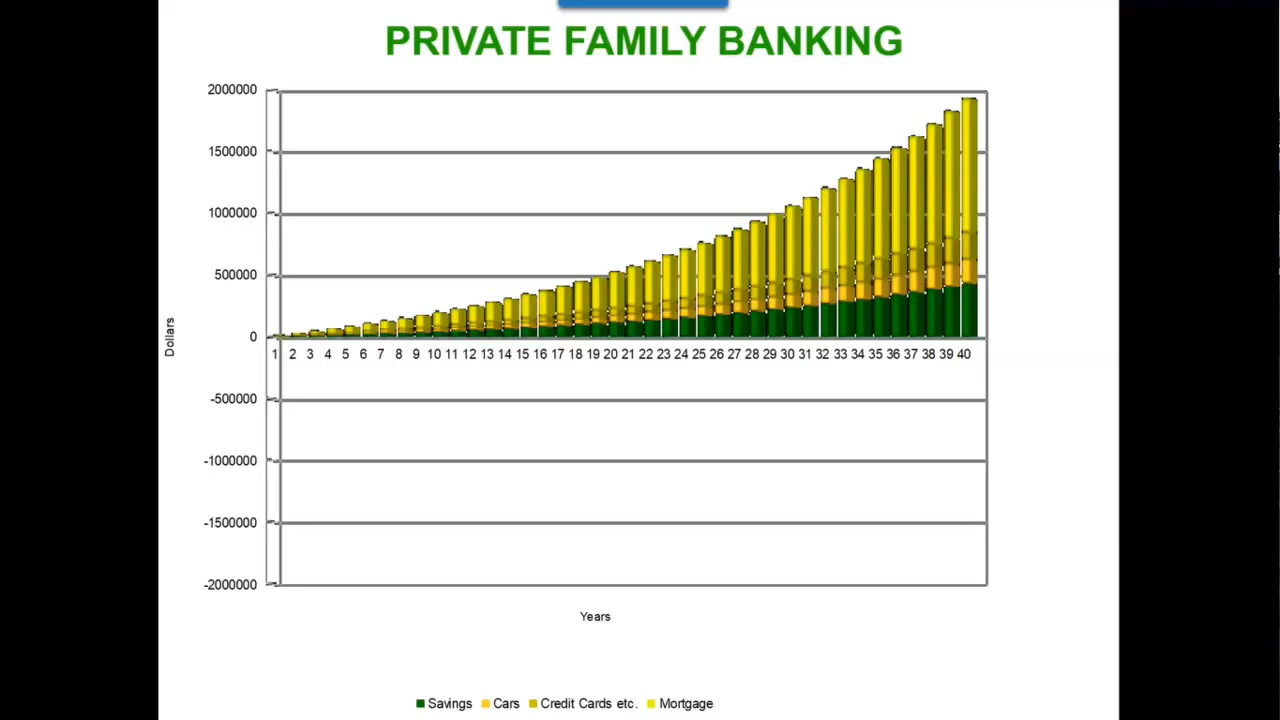 PRIVATE FAMILY BANKING
2000000
1500000
1000000
500000
0
-500000
-1000000
-1500000
-2000000
Dollars
1 2 3 4 5 6 7 8 9 10 11 12 13 14 15 16 17 18 19 20 21 22 23 24 25 26 27 28 29 30 31 32 33 34 35 36 37 38 39 40
Years
Savings Cars Credit Cards etc. Mortgage